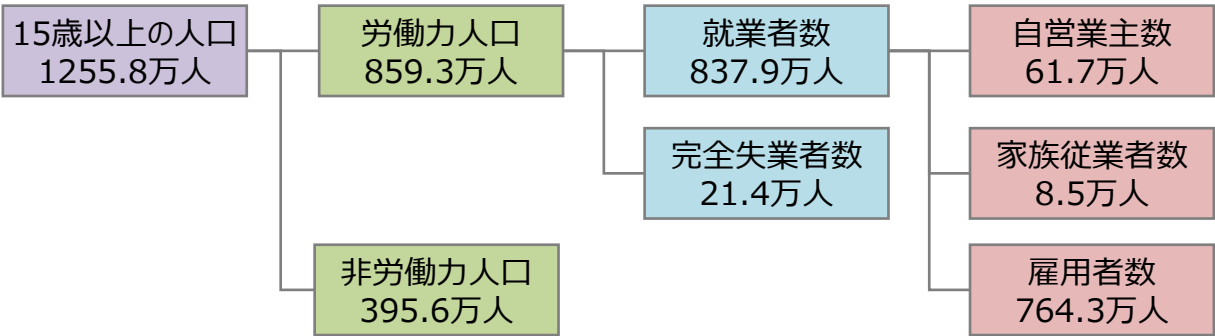 15歳以上の人口
1255.8万人
労働力人口
859.3万人
就業者数
837.9万人
自営業主数
61.7万人
完全失業者数
21.4万人
家族従業者数
8.5万人
非労働力人口
395.6万人
雇用者数
764.3万人